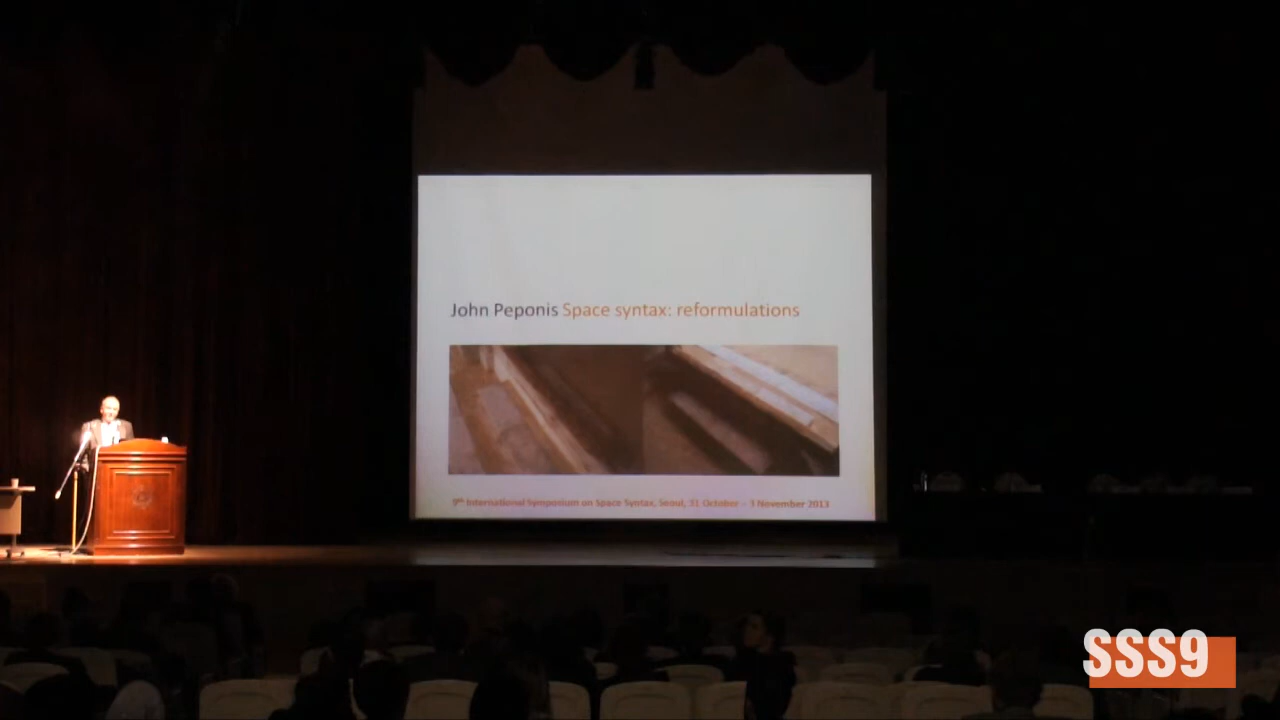 John Peponis Space syntax: reformulations
9th International Symposium on Space Syntax, Seoul, 31 October – 3 November 2013
SSS9